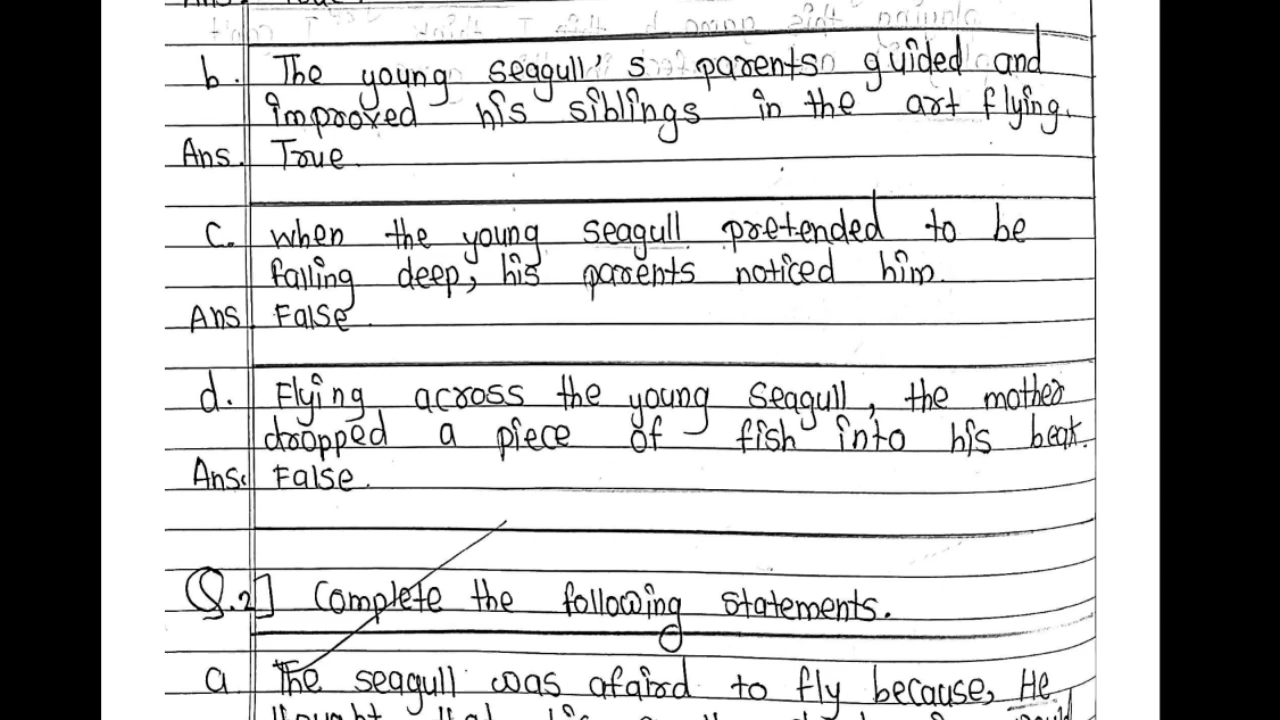 b. The young seagull's parents guided and
improved his siblings in the art flying.
Ans. True.
c. when the young seagull pretended to be
falling deep, his parents noticed him.
Ans. False.
d. Flying across the young seagull, the mother
dropped a piece of fish into his beak.
Ans. False.
Q.2] Complete the following statements.
a. The seagull was afaird to fly because, He
thought that his